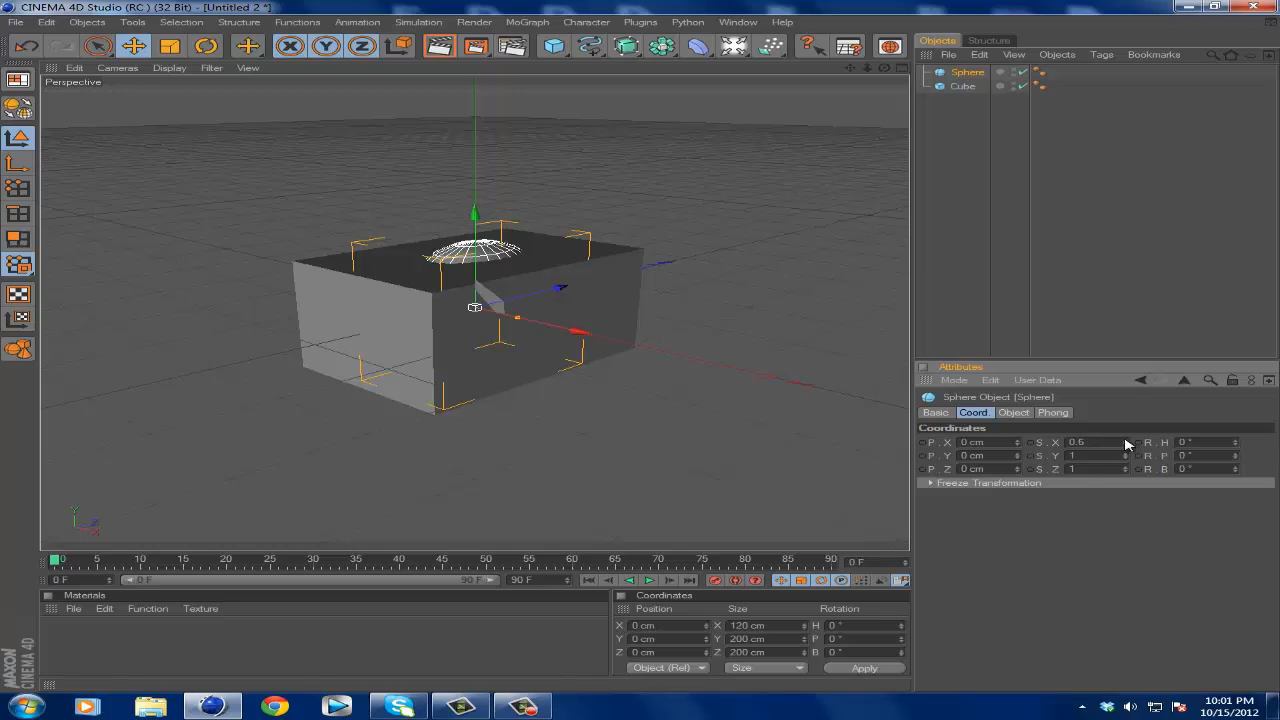 CINEMA 4D Studio (RC) (32 Bit) - [Untitled 2 *]
File Edit Objects Tools Selection Structure Functions Animation Simulation Render MoGraph Character Plugins Python Window Help
X Y Z
Objects Structure
File Edit View Objects Tags Bookmarks
Edit Cameras Display Filter View
Perspective
Sphere
Cube
Attributes
Mode Edit User Data
Sphere Object [Sphere]
Basic Coord. Object Phong
Coordinates
P . X 0 cm S . X 0.6 R . H 0 °
P . Y 0 cm S . Y 1 R . P 0 °
P . Z 0 cm S . Z 1 R . B 0 °
Freeze Transformation
Y
Z
X
0 5 10 15 20 25 30 35 40 45 50 55 60 65 70 75 80 85 90 0 F
0 F 0 F 90 F 90 F
Materials
File Edit Function Texture
Coordinates
Position Size Rotation
X 0 cm X 120 cm H 0 °
Y 0 cm Y 200 cm P 0 °
Z 0 cm Z 200 cm B 0 °
Object (Rel) Size Apply
MAXON CINEMA 4D
10:01 PM
10/15/2012